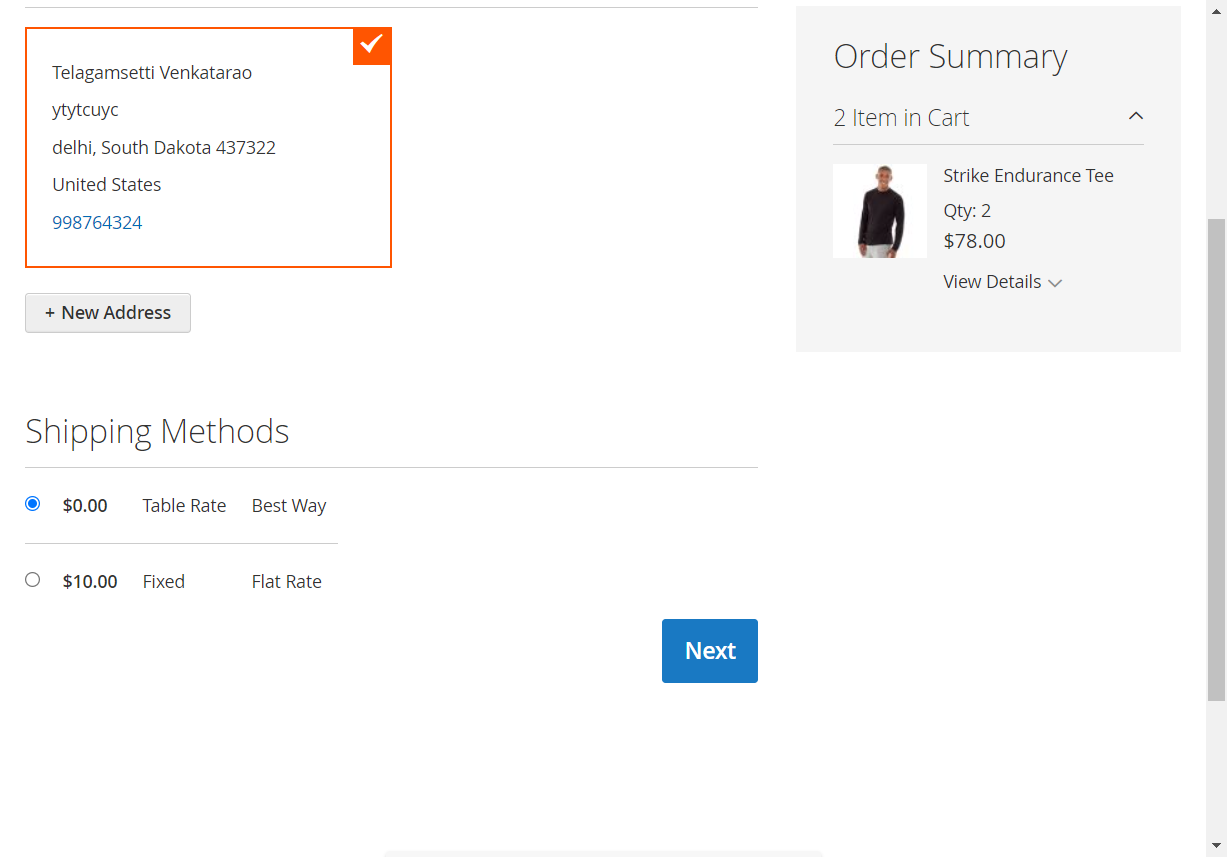 Telagamsetti Venkatarao
ytytcuyc
delhi, South Dakota 437322
United States
998764324
+ New Address
Shipping Methods
$0.00 Table Rate Best Way
$10.00 Fixed Flat Rate
Next
Order Summary
2 Item in Cart
Strike Endurance Tee
Qty: 2
$78.00
View Details